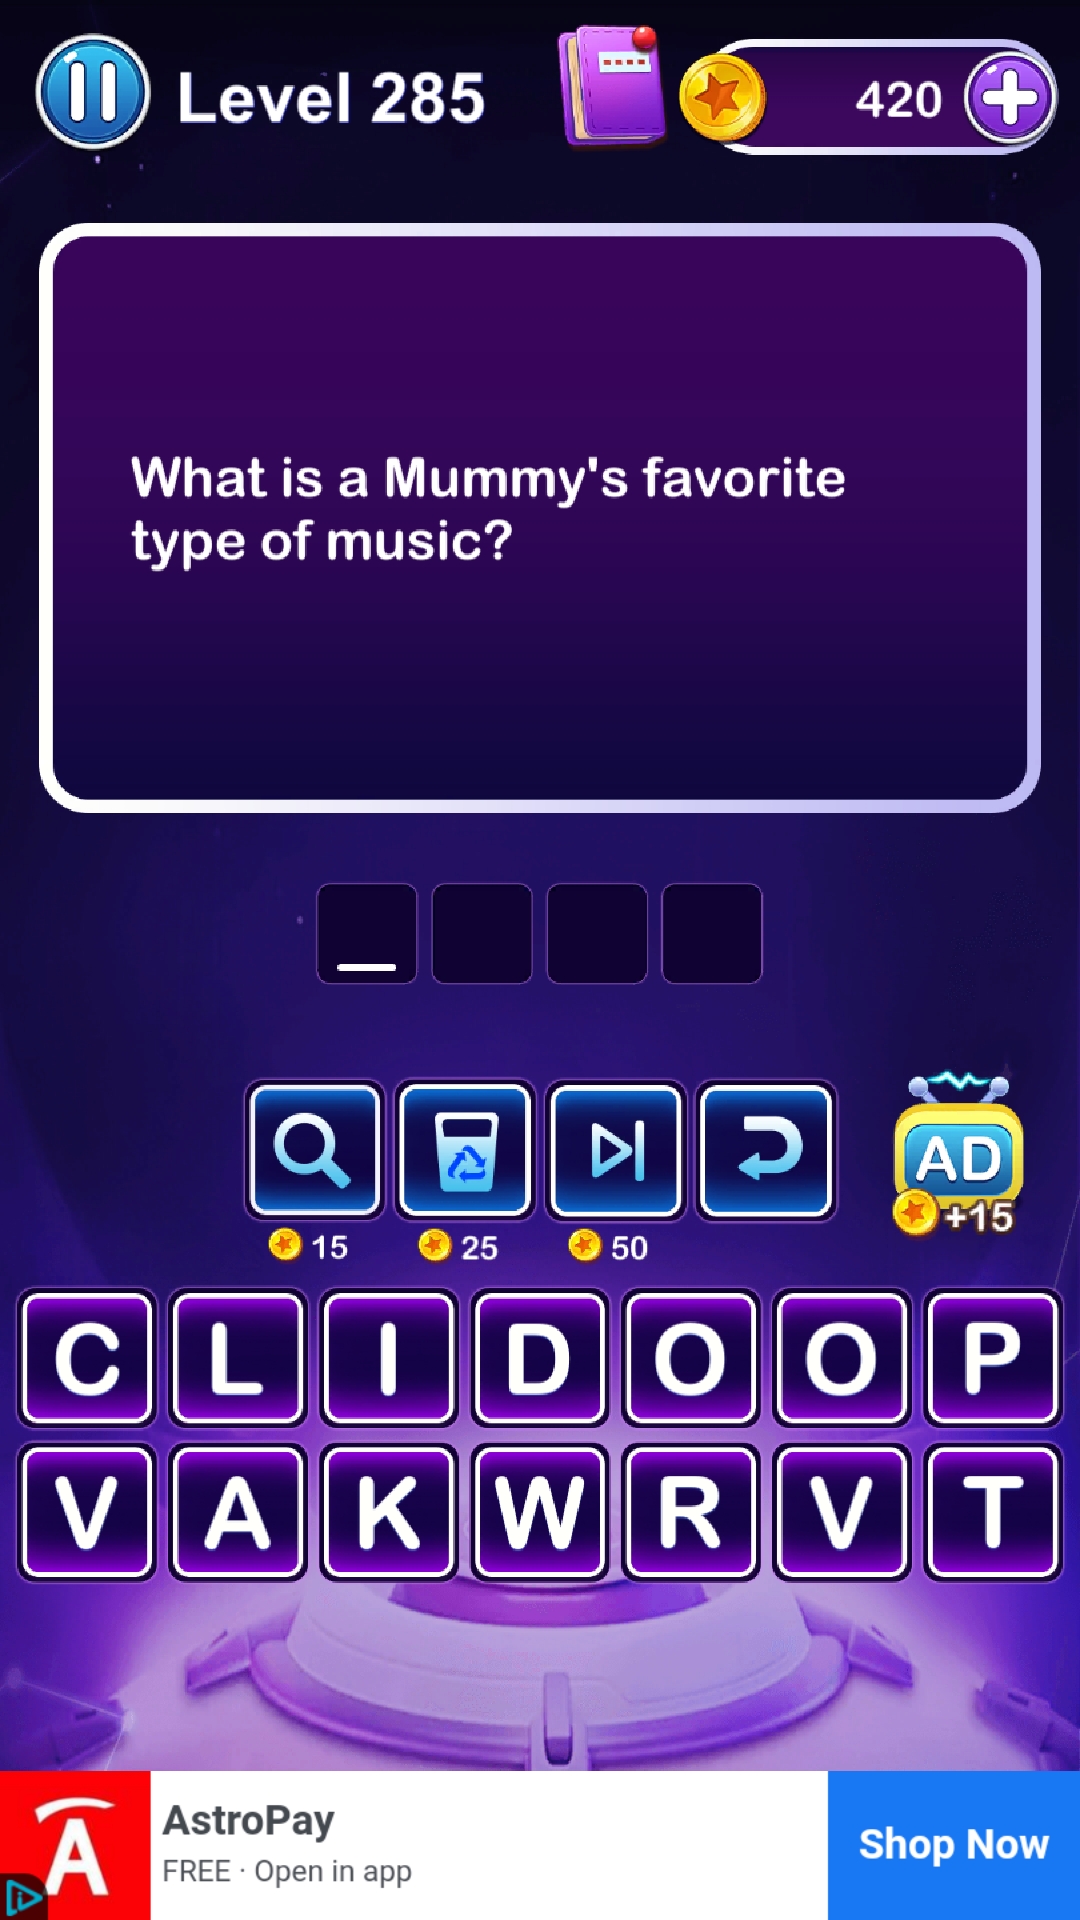 Level 285
420
What is a Mummy's favorite
type of music?
AD
+15
15 25 50
C L I D O O P
V A K W R V T
A
AstroPay
FREE · Open in app
Shop Now